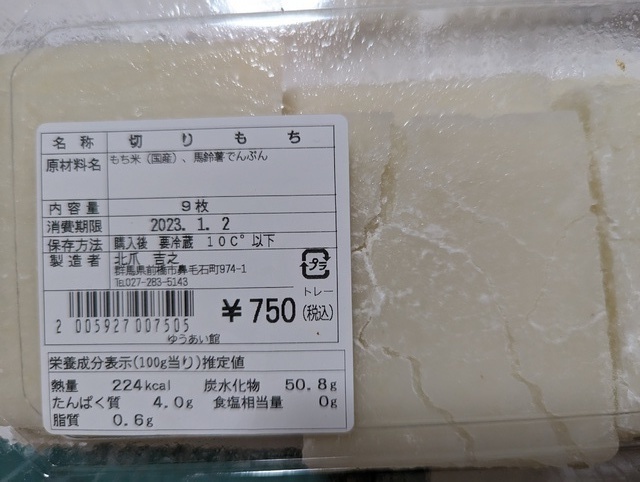 名称 切りもち
原材料名 もち米(国産)、馬鈴薯でんぷん
内容量 9枚
消費期限 2023.1.2
保存方法 購入後 要冷蔵 10C°以下
製造者 北爪 吉之
群馬県前橋市鼻毛石町974-1
℡027-283-5143
プラ
トレー
¥750(税込)
2 005927 007505
ゆうあい館
栄養成分表示(100g当り)推定値
熱量 224kcal 炭水化物 50.8g
たんぱく質 4.0g 食塩相当量 0g
脂質 0.6g